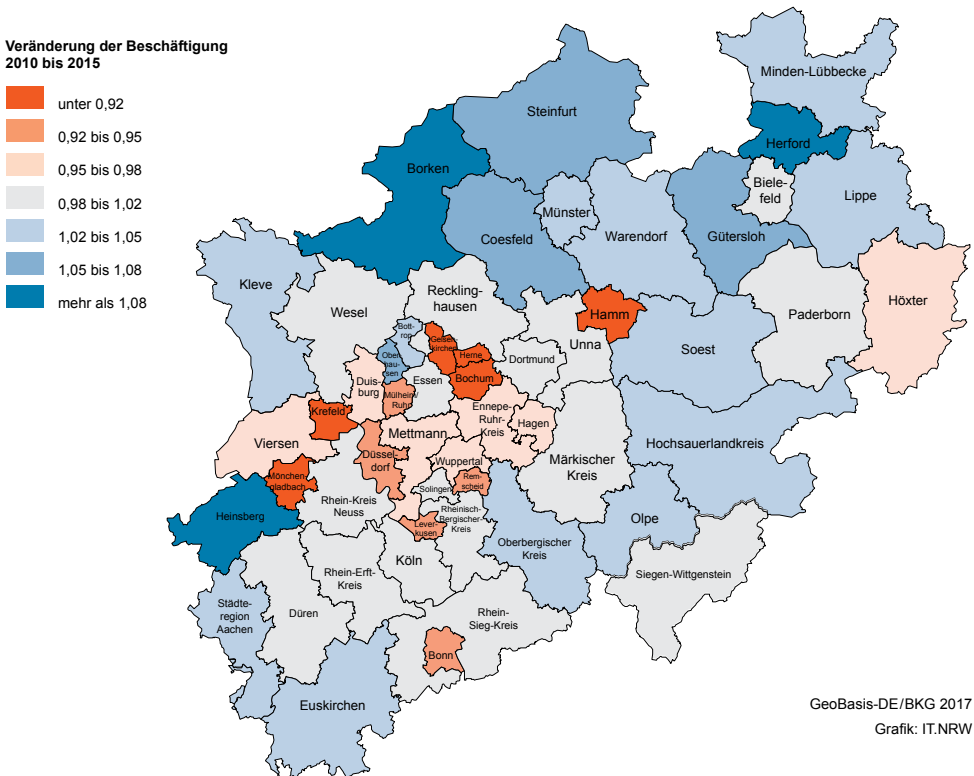 Veränderung der Beschäftigung
2010 bis 2015
unter 0,92
0,92 bis 0,95
0,95 bis 0,98
0,98 bis 1,02
1,02 bis 1,05
1,05 bis 1,08
mehr als 1,08
Minden-Lübbecke
Steinfurt
Herford
Borken
Biele-
feld
Lippe
Münster
Coesfeld
Warendorf
Gütersloh
Kleve
Wesel
Reckling-
hausen
Hamm
Paderborn
Höxter
Bott-
rop
Gelsen-
kirchen
Herne
Unna
Soest
Ober-
hausen
Dortmund
Duis-
burg
Essen
Bochum
Mülheim/
Ruhr
Krefeld
Ennepe-
Ruhr-
Kreis
Hagen
Viersen
Mettmann
Hochsauerlandkreis
Düssel-
dorf
Wuppertal
Märkischer
Kreis
Mönchen-
gladbach
Solingen
Rem-
scheid
Rhein-Kreis
Neuss
Rheinisch-
Bergischer-
Kreis
Heinsberg
Lever-
kusen
Olpe
Oberbergischer
Kreis
Köln
Rhein-Erft-
Kreis
Siegen-Wittgenstein
Städte-
region
Aachen
Düren
Rhein-
Sieg-Kreis
Bonn
Euskirchen
GeoBasis-DE/BKG 2017
Grafik: IT.NRW